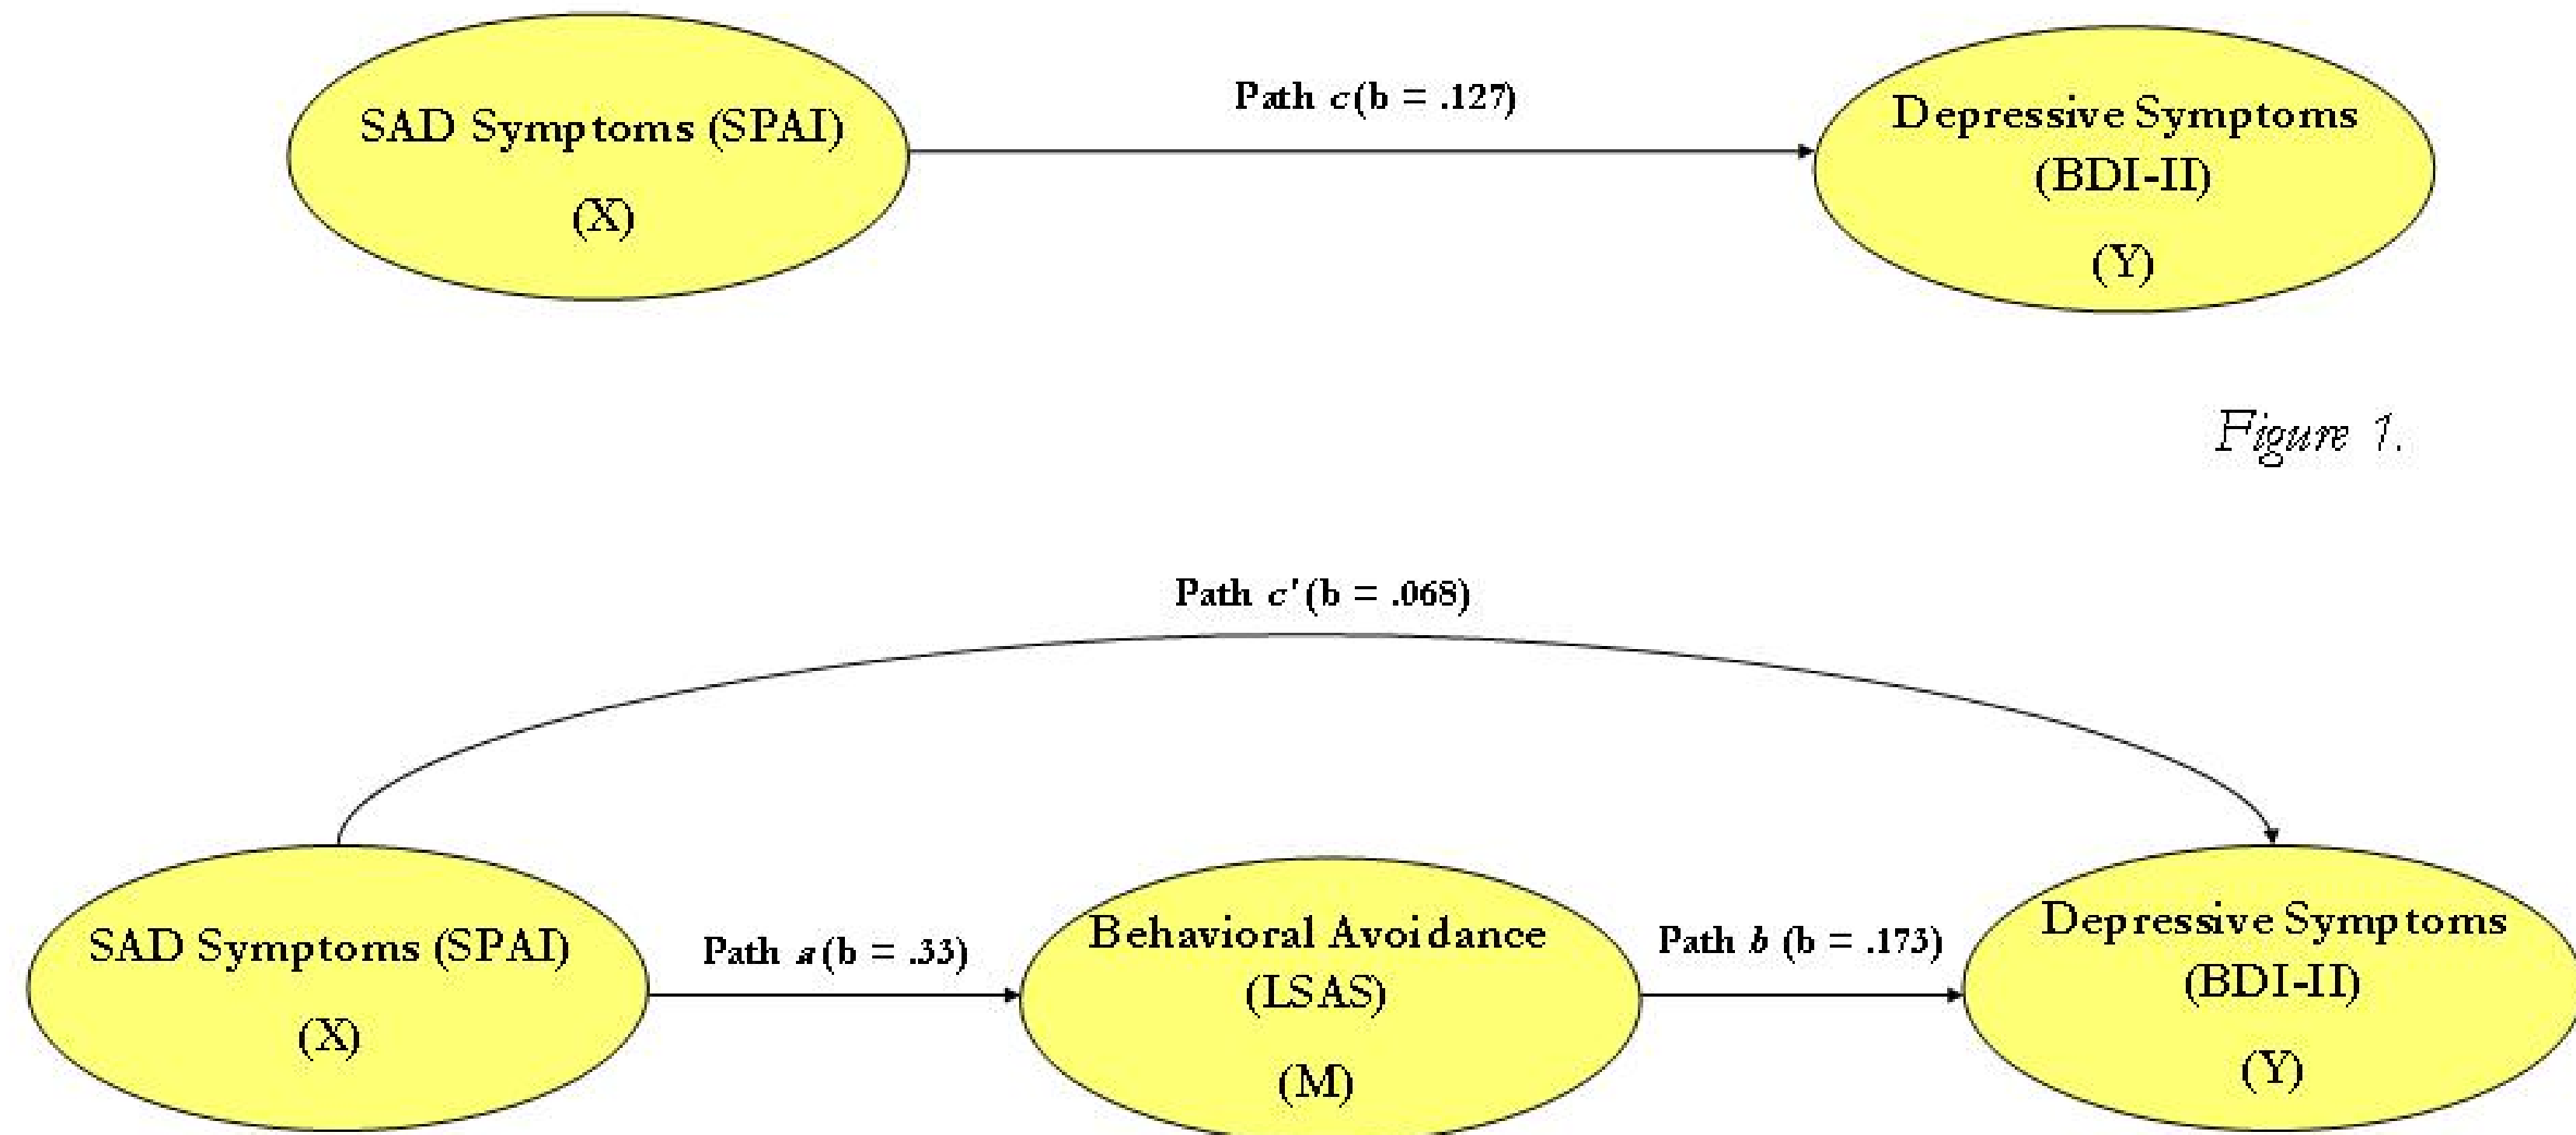 Path c(b = .127)
SAD Symptoms (SPAI)
(X)
Depressive Symptoms
(BDI-II)
(Y)
Figure 1.
Path c'(b = .068)
SAD Symptoms (SPAI)
(X)
Path a(b = .33)
Behavioral Avoidance
(LSAS)
(M)
Path b (b = .173)
Depressive Symptoms
(BDI-II)
(Y)